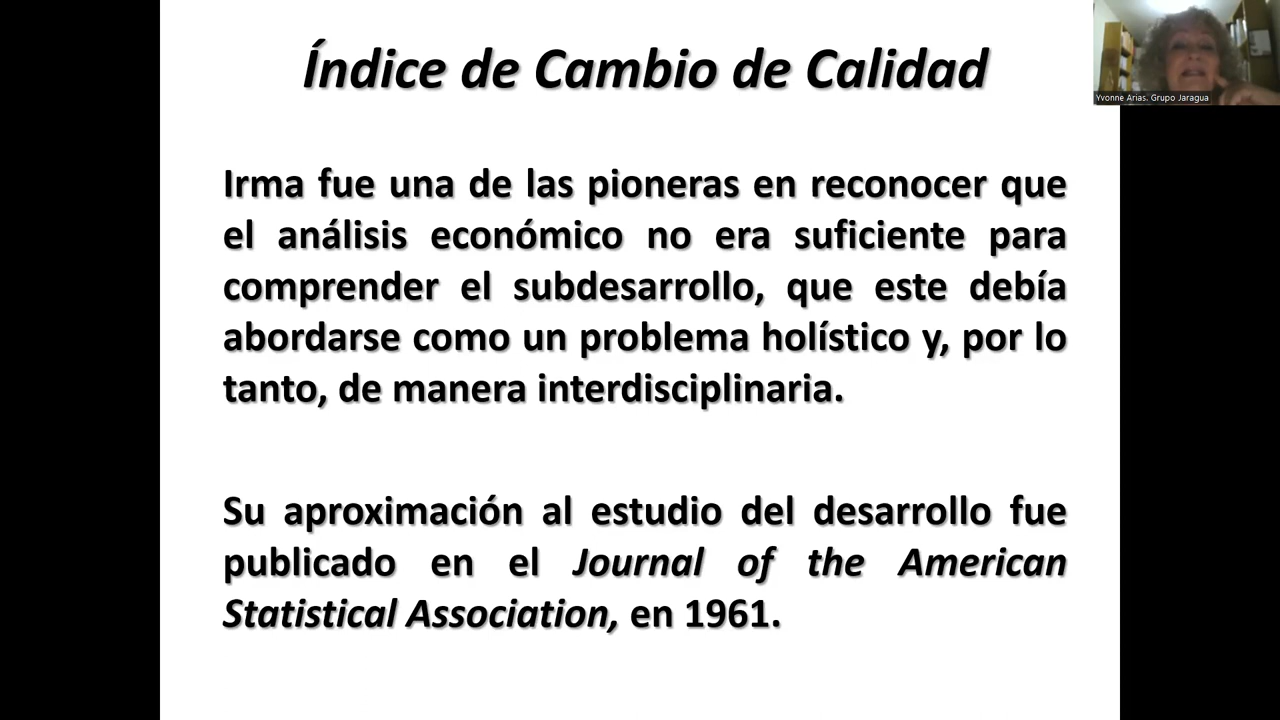 Índice de Cambio de Calidad
Yvonne Arias. Grupo Jaragua
Irma fue una de las pioneras en reconocer que
el análisis económico no era suficiente para
comprender el subdesarrollo, que este debía
abordarse como un problema holístico y, por lo
tanto, de manera interdisciplinaria.
Su aproximación al estudio del desarrollo fue
publicado en el Journal of the American
Statistical Association, en 1961.